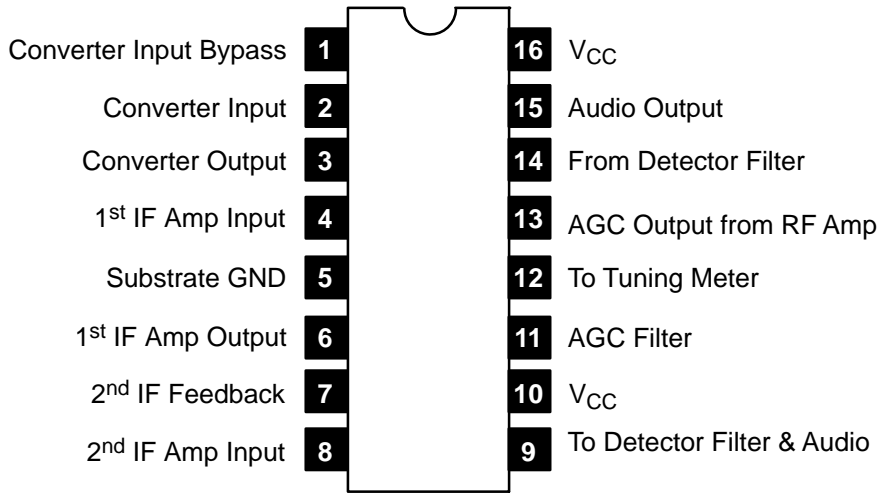 Converter Input Bypass 1 16 VCC
Converter Input 2 15 Audio Output
Converter Output 3 14 From Detector Filter
1st IF Amp Input 4 13 AGC Output from RF Amp
Substrate GND 5 12 To Tuning Meter
1st IF Amp Output 6 11 AGC Filter
2nd IF Feedback 7 10 VCC
2nd IF Amp Input 8 9 To Detector Filter & Audio